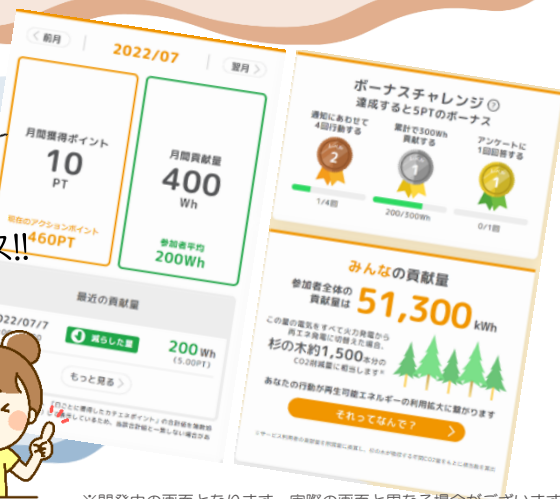 前月
2022/07
翌月
月間獲得ポイント
10
PT
現在のアクションポイント
460PT
月間貢献量
400
Wh
参加者平均
200Wh
ス!!
最近の貢献量
022/07/7
減らした量
200Wh
(5.00PT)
もっと見る
ボーナスチャレンジ
達成すると5PTのボーナス
通知にあわせて
4回行動する
2
1/4回
累計で300Wh
貢献する
1
200/300Wh
アンケートに
1回回答する
1
0/1回
みんなの貢献量
参加者全体の
貢献量は
51,300kWh
この量の電気をすべて火力発電から
再エネ発電に切替えた場合、
杉の木約1,500本分の
CO2削減量に相当します※
あなたの行動が再生可能エネルギーの利用拡大に繋がります
それってなんで？
※開発中の画面となります。実際の画面と異なる場合がございます